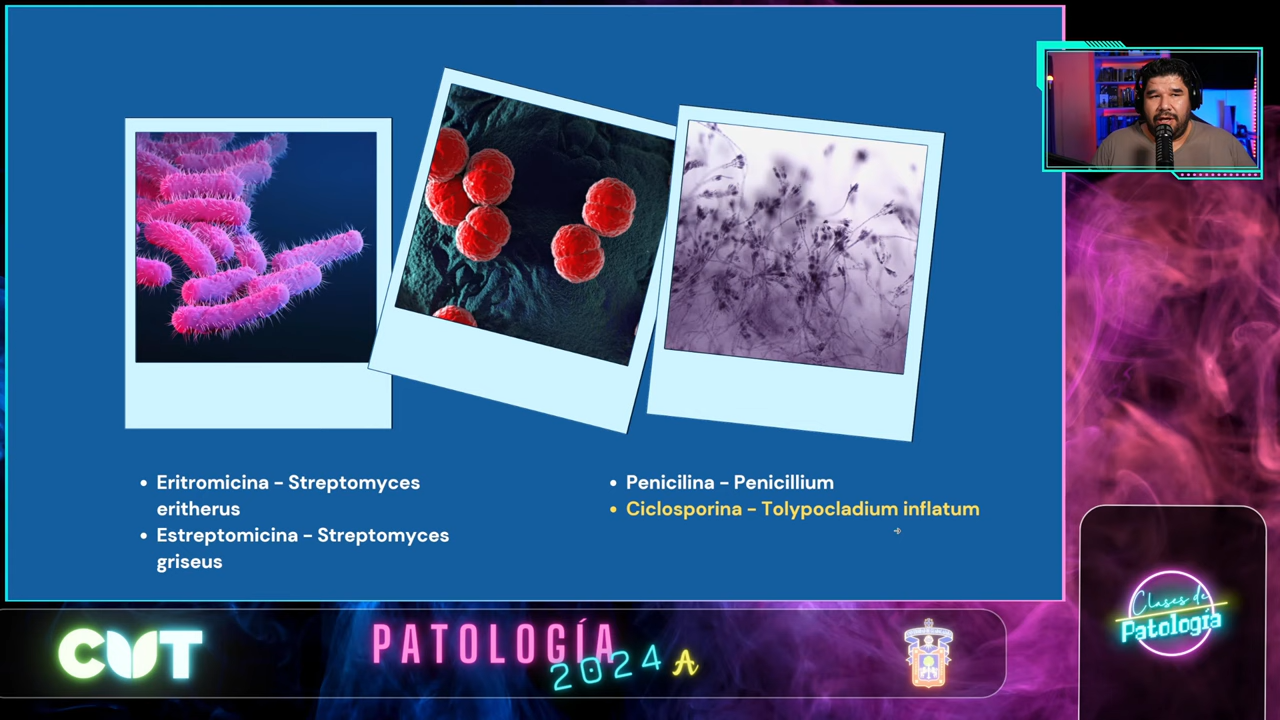 Eritromicina – Streptomyces
eritherus
Estreptomicina – Streptomyces
griseus
Penicilina – Penicillium
Ciclosporina – Tolypocladium inflatum
CUT
PATOLOGÍA
2024 A
Clases de
Patología